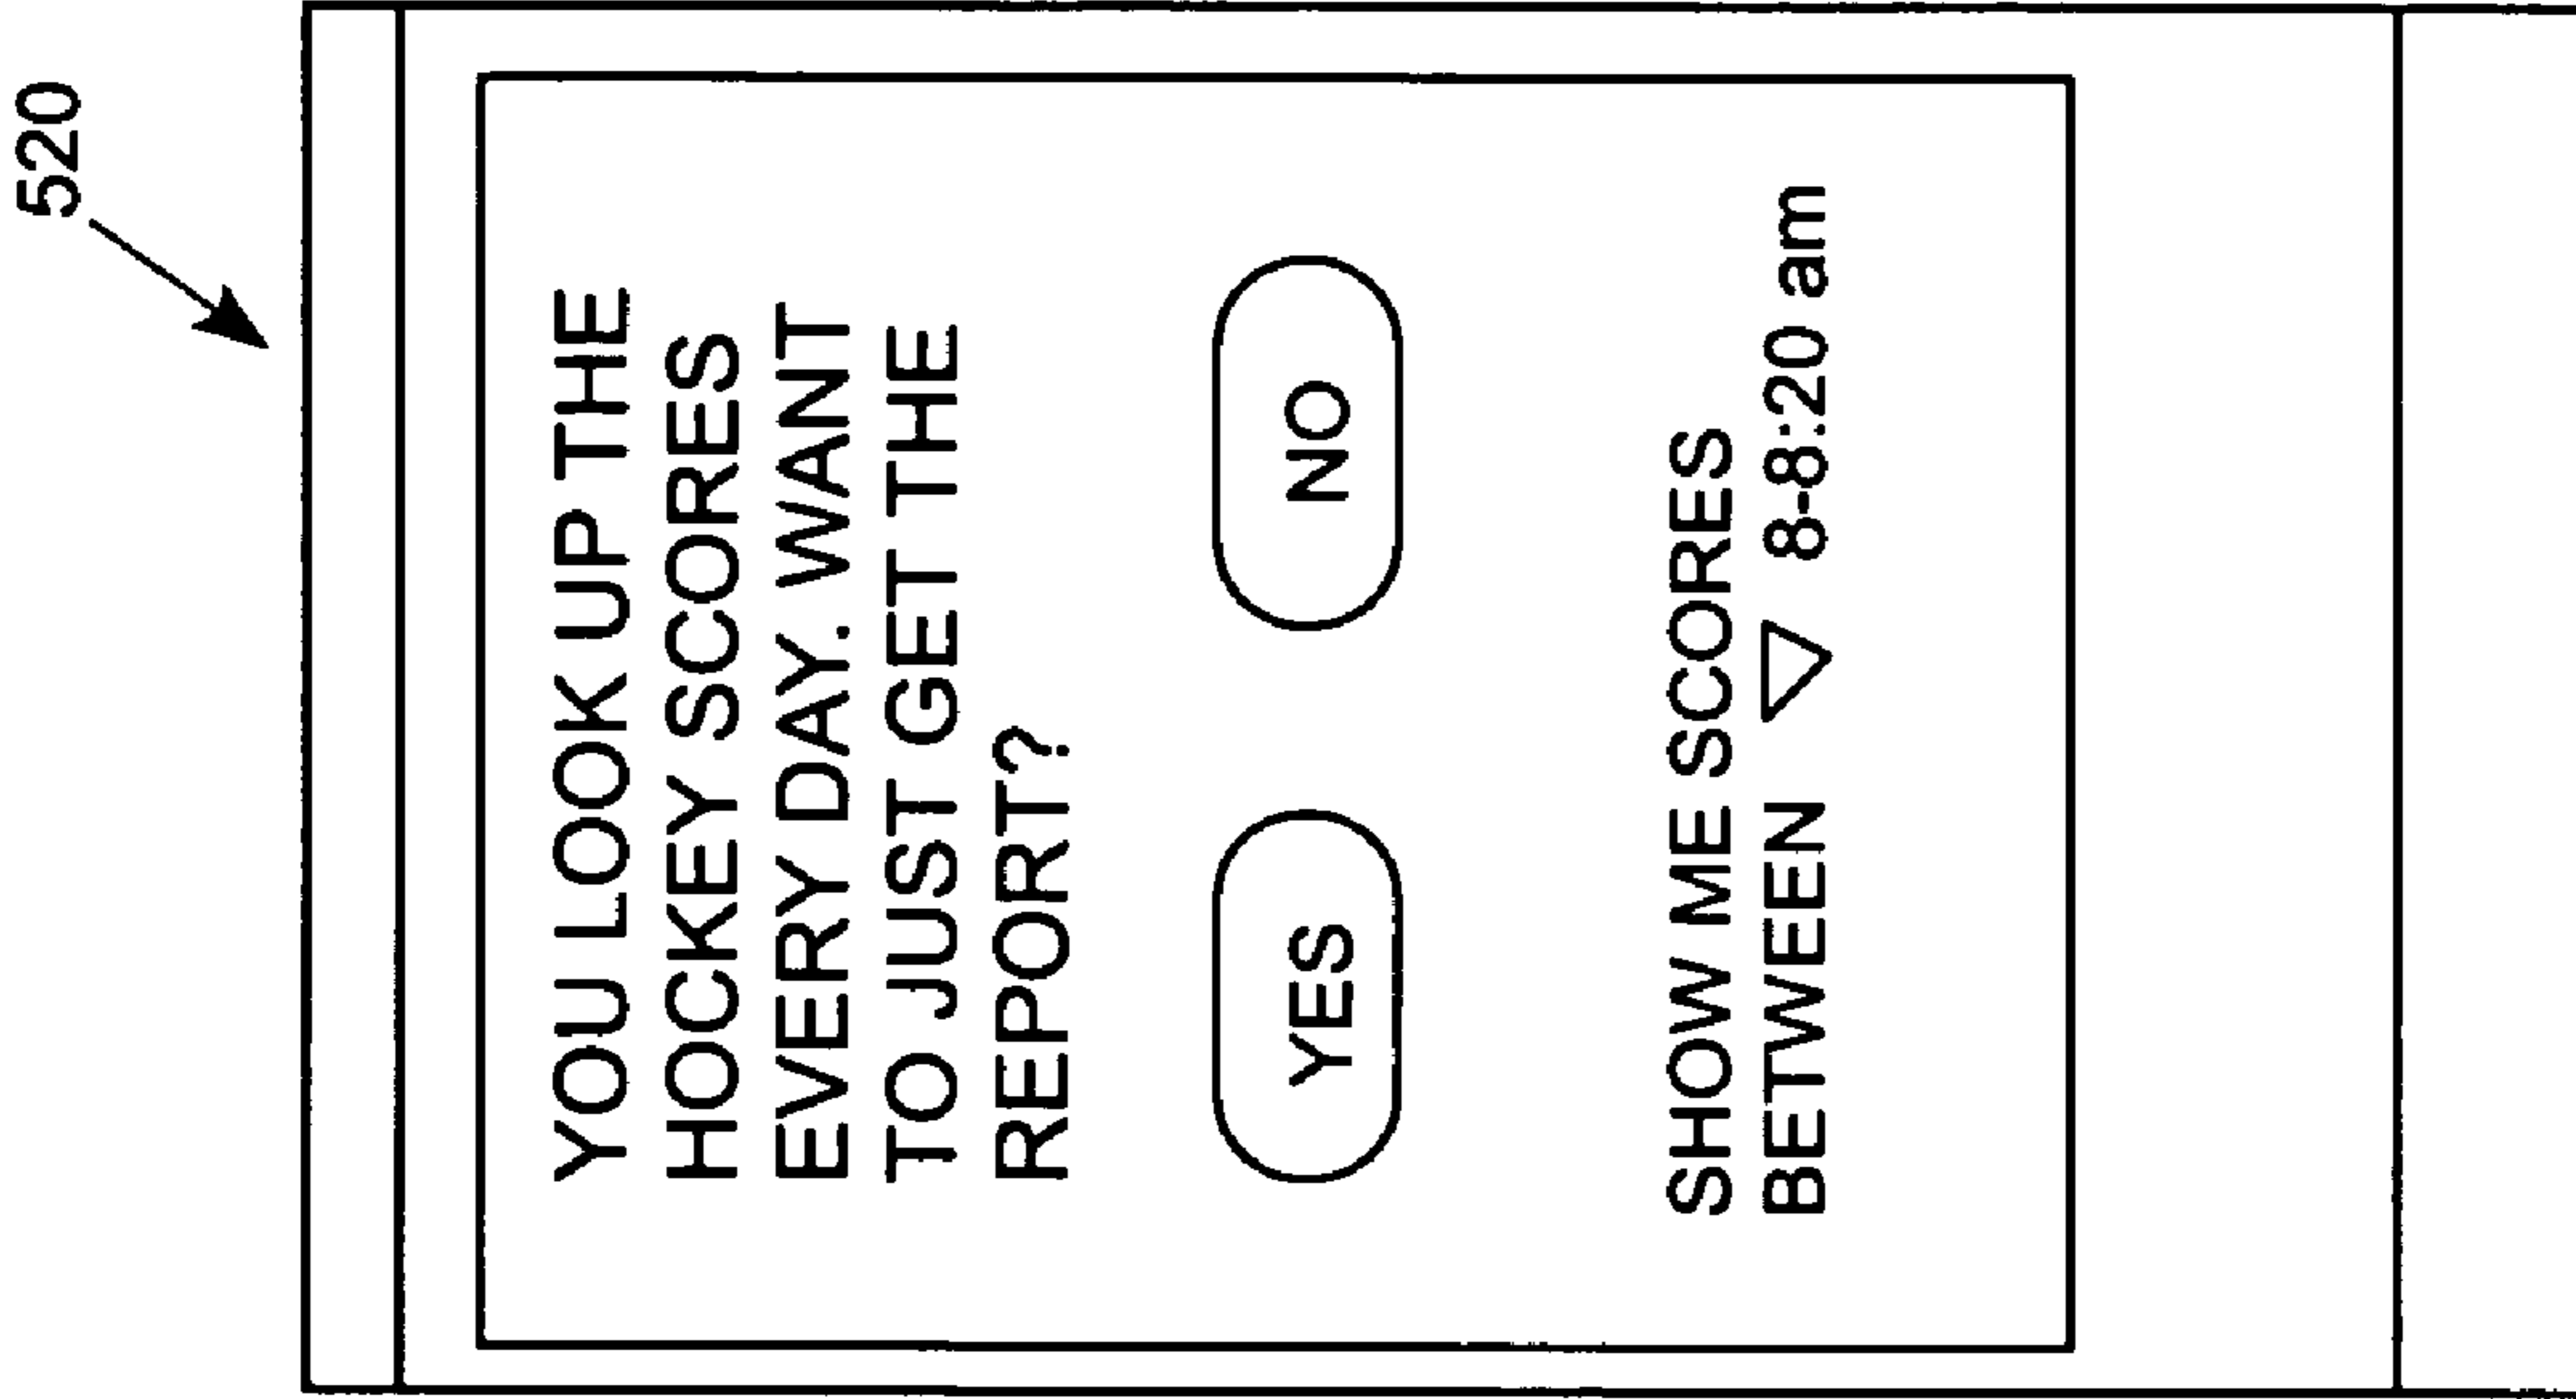 520
YOU LOOK UP THE
HOCKEY SCORES
EVERY DAY. WANT
TO JUST GET THE
REPORT?
YES
NO
SHOW ME SCORES
BETWEEN 8-8:20 am